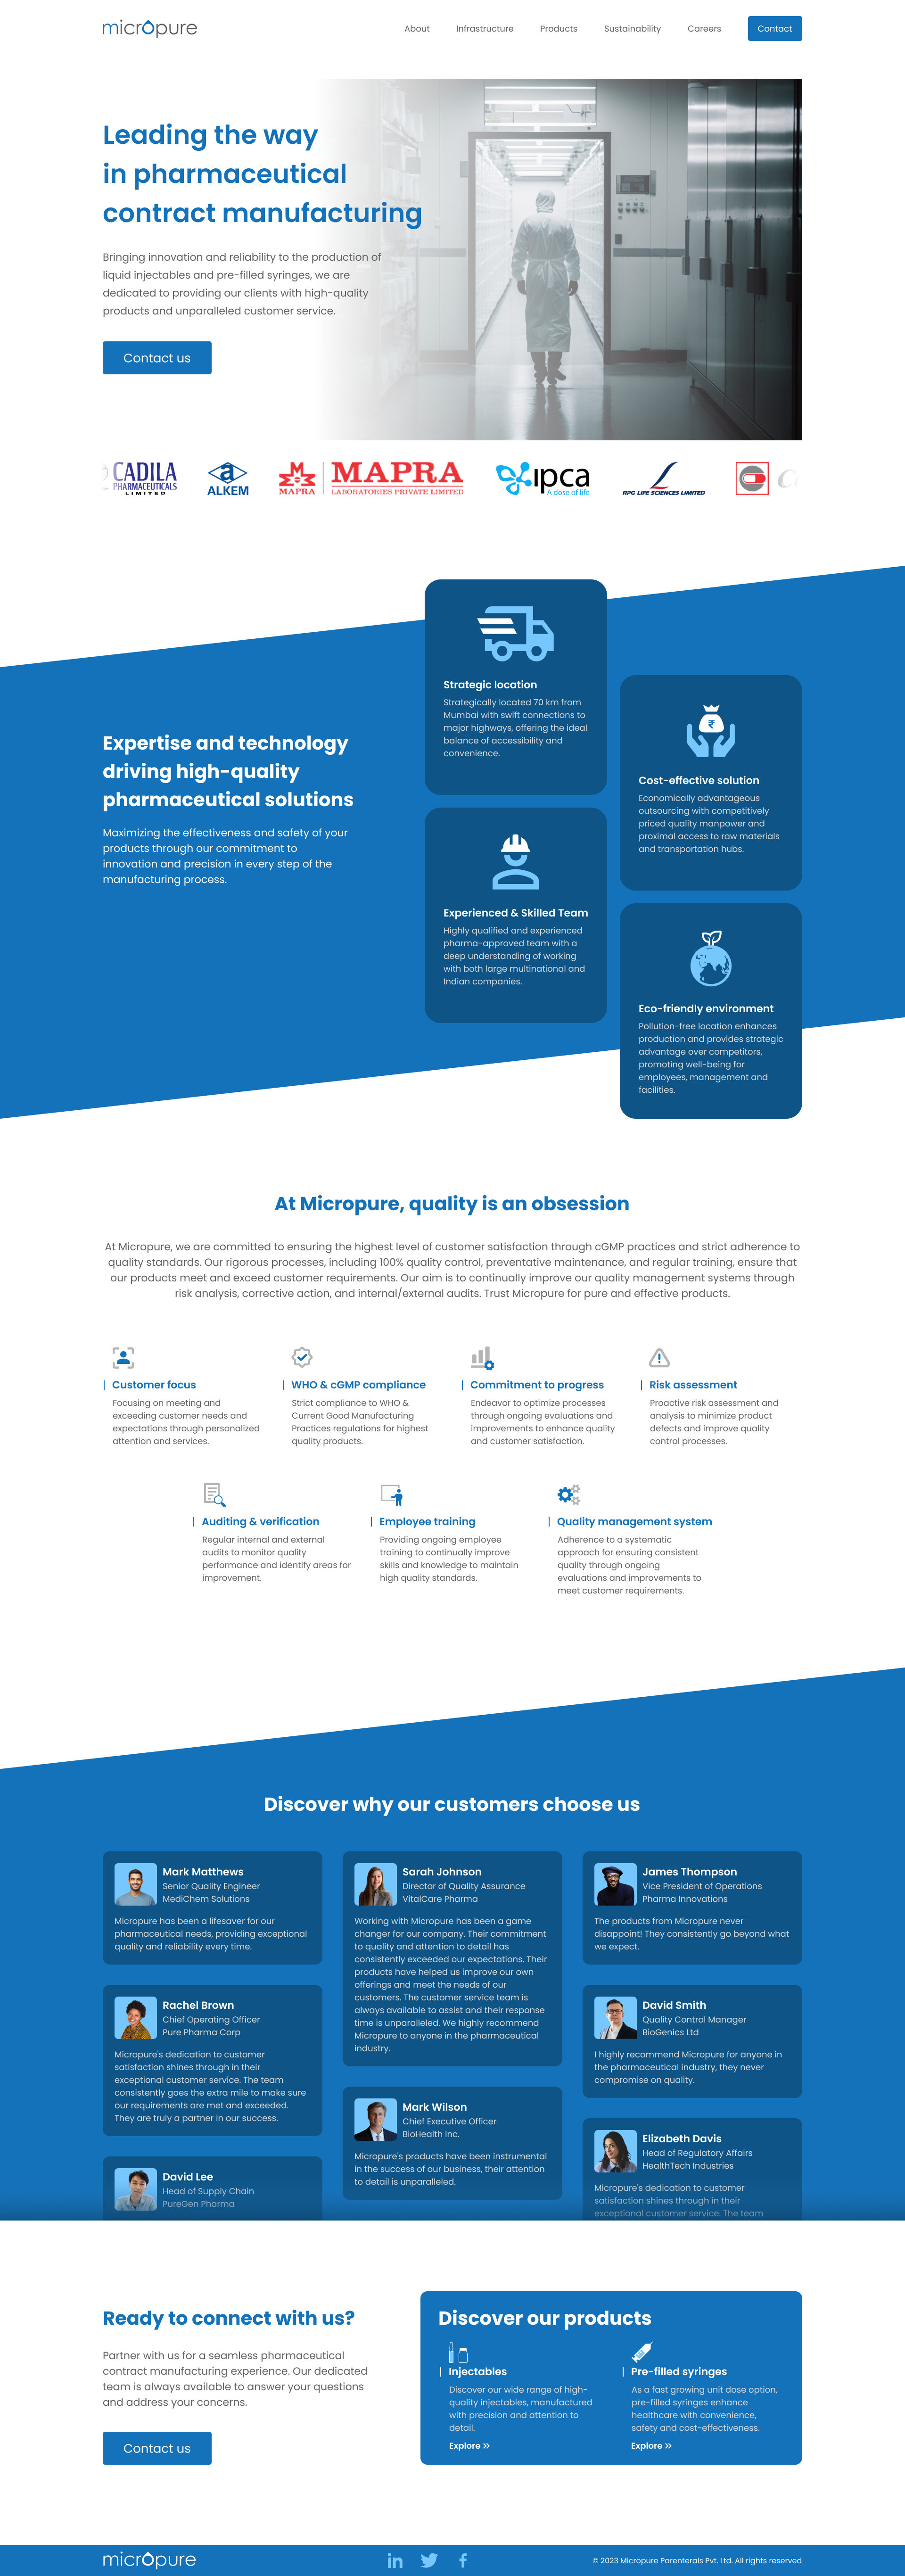 micropure
About
Infrastructure
Products
Sustainability
Careers
Contact
Leading the way
in pharmaceutical
contract manufacturing
Bringing innovation and reliability to the production of
liquid injectables and pre-filled syringes, we are
dedicated to providing our clients with high-quality
products and unparalleled customer service.
Contact us
CADILA
PHARMACEUTICALS
LIMITED
a
ALKEM
MAPRA
MAPRA
LABORATORIES PRIVATE LIMITED
ipca
A dose of life
RPG LIFE SCIENCES LIMITED
Strategic location
Strategically located 70 km from
Mumbai with swift connections to
major highways, offering the ideal
balance of accessibility and
convenience.
₹
Cost-effective solution
Economically advantageous
outsourcing with competitively
priced quality manpower and
proximal access to raw materials
and transportation hubs.
Expertise and technology
driving high-quality
pharmaceutical solutions
Maximizing the effectiveness and safety of your
products through our commitment to
innovation and precision in every step of the
manufacturing process.
Experienced & Skilled Team
Highly qualified and experienced
pharma-approved team with a
deep understanding of working
with both large multinational and
Indian companies.
Eco-friendly environment
Pollution-free location enhances
production and provides strategic
advantage over competitors,
promoting well-being for
employees, management and
facilities.
At Micropure, quality is an obsession
At Micropure, we are committed to ensuring the highest level of customer satisfaction through cGMP practices and strict adherence to
quality standards. Our rigorous processes, including 100% quality control, preventative maintenance, and regular training, ensure that
our products meet and exceed customer requirements. Our aim is to continually improve our quality management systems through
risk analysis, corrective action, and internal/external audits. Trust Micropure for pure and effective products.
Customer focus
Focusing on meeting and
exceeding customer needs and
expectations through personalized
attention and services.
WHO & cGMP compliance
Strict compliance to WHO &
Current Good Manufacturing
Practices regulations for highest
quality products.
Commitment to progress
Endeavor to optimize processes
through ongoing evaluations and
improvements to enhance quality
and customer satisfaction.
Risk assessment
Proactive risk assessment and
analysis to minimize product
defects and improve quality
control processes.
Auditing & verification
Regular internal and external
audits to monitor quality
performance and identify areas for
improvement.
Employee training
Providing ongoing employee
training to continually improve
skills and knowledge to maintain
high quality standards.
Quality management system
Adherence to a systematic
approach for ensuring consistent
quality through ongoing
evaluations and improvements to
meet customer requirements.
Discover why our customers choose us
Mark Matthews
Senior Quality Engineer
MediChem Solutions
Micropure has been a lifesaver for our
pharmaceutical needs, providing exceptional
quality and reliability every time.
Rachel Brown
Chief Operating Officer
Pure Pharma Corp
Micropure's dedication to customer
satisfaction shines through in their
exceptional customer service. The team
consistently goes the extra mile to make sure
our requirements are met and exceeded.
They are truly a partner in our success.
David Lee
Head of Supply Chain
PureGen Pharma
Sarah Johnson
Director of Quality Assurance
VitalCare Pharma
Working with Micropure has been a game
changer for our company. Their commitment
to quality and attention to detail has
consistently exceeded our expectations. Their
products have helped us improve our own
offerings and meet the needs of our
customers. The customer service team is
always available to assist and their response
time is unparalleled. We highly recommend
Micropure to anyone in the pharmaceutical
industry.
Mark Wilson
Chief Executive Officer
BioHealth Inc.
Micropure's products have been instrumental
in the success of our business, their attention
to detail is unparalleled.
James Thompson
Vice President of Operations
Pharma Innovations
The products from Micropure never
disappoint! They consistently go beyond what
we expect.
David Smith
Quality Control Manager
BioGenics Ltd
I highly recommend Micropure for anyone in
the pharmaceutical industry, they never
compromise on quality.
Elizabeth Davis
Head of Regulatory Affairs
HealthTech Industries
Micropure's dedication to customer
satisfaction shines through in their
exceptional customer service. The team
Ready to connect with us?
Partner with us for a seamless pharmaceutical
contract manufacturing experience. Our dedicated
team is always available to answer your questions
and address your concerns.
Contact us
Discover our products
Injectables
Discover our wide range of high-
quality injectables, manufactured
with precision and attention to
detail.
Explore »
Pre-filled syringes
As a fast growing unit dose option,
pre-filled syringes enhance
healthcare with convenience,
safety and cost-effectiveness.
Explore »
micropure
in
f
© 2023 Micropure Parenterals Pvt. Ltd. All rights reserved